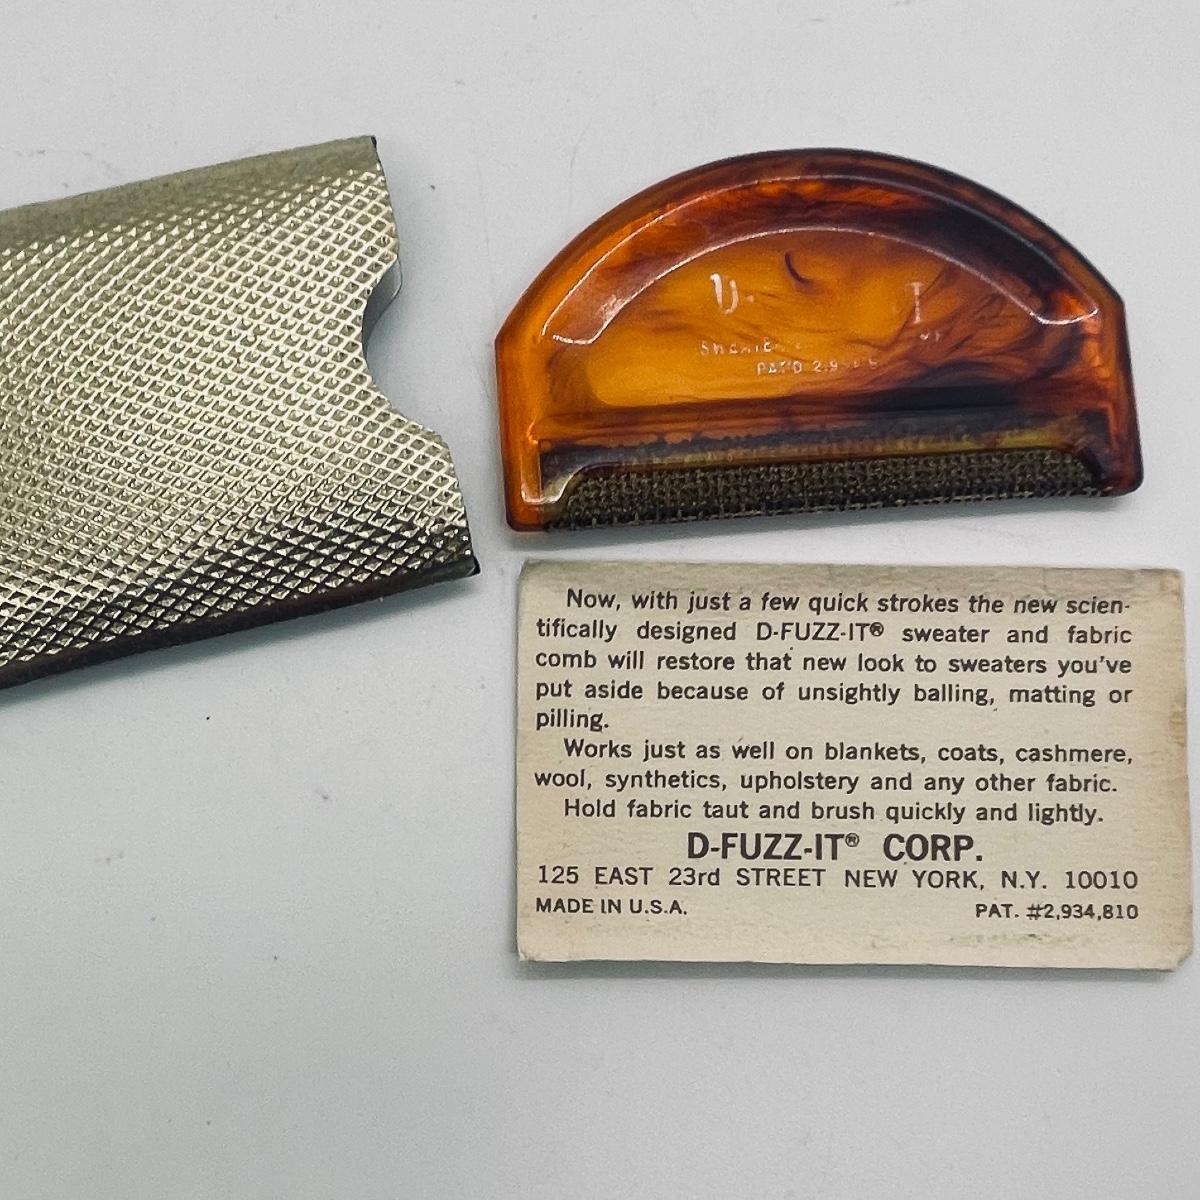 PAT'D
Now, with just a few quick strokes the new scien-
tifically designed D-FUZZ-IT® sweater and fabric
comb will restore that new look to sweaters you've
put aside because of unsightly balling, matting or
pilling.
Works just as well on blankets, coats, cashmere,
wool, synthetics, upholstery and any other fabric.
Hold fabric taut and brush quickly and lightly.
D-FUZZ-IT® CORP.
125 EAST 23rd STREET NEW YORK, N.Y. 10010
MADE IN U.S.A. PAT. #2,934,810